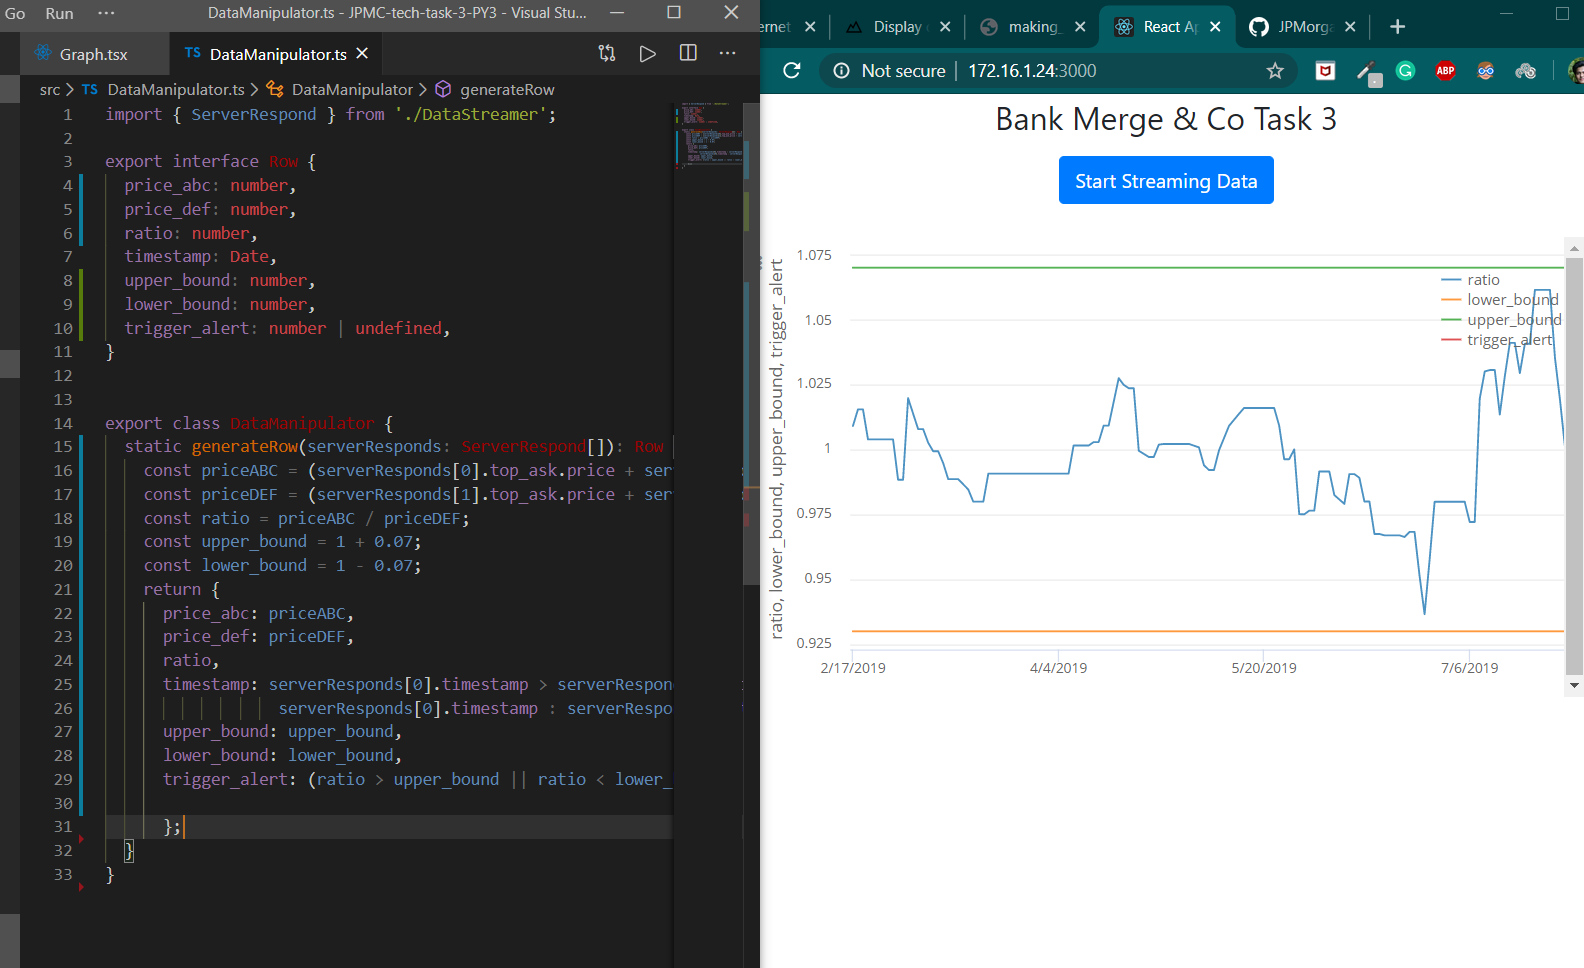 Go Run ··· DataManipulator.ts - JPMC-tech-task-3-PY3 - Visual Stu...
Graph.tsx TS DataManipulator.ts
src > TS DataManipulator.ts > DataManipulator > generateRow
1 import { ServerRespond } from './DataStreamer';
2
3 export interface Row {
4 price_abc: number,
5 price_def: number,
6 ratio: number,
7 timestamp: Date,
8 upper_bound: number,
9 lower_bound: number,
10 trigger_alert: number | undefined,
11 }
12
13
14 export class DataManipulator {
15 static generateRow(serverResponds: ServerRespond[]): Row
16 const priceABC = (serverResponds[0].top_ask.price + ser
17 const priceDEF = (serverResponds[1].top_ask.price + ser
18 const ratio = priceABC / priceDEF;
19 const upper_bound = 1 + 0.07;
20 const lower_bound = 1 - 0.07;
21 return {
22 price_abc: priceABC,
23 price_def: priceDEF,
24 ratio,
25 timestamp: serverResponds[0].timestamp > serverRespon
26 serverResponds[0].timestamp : serverRespo
27 upper_bound: upper_bound,
28 lower_bound: lower_bound,
29 trigger_alert: (ratio > upper_bound || ratio < lower_
30
31 };
32 }
33 }
ernet Display making_ React Ap JPMorga
Not secure | 172.16.1.24:3000
ABP
Bank Merge & Co Task 3
Start Streaming Data
ratio, lower_bound, upper_bound, trigger_alert
1.075
1.05
1.025
1
0.975
0.95
0.925
2/17/2019 4/4/2019 5/20/2019 7/6/2019
ratio
lower_bound
upper_bound
trigger_alert